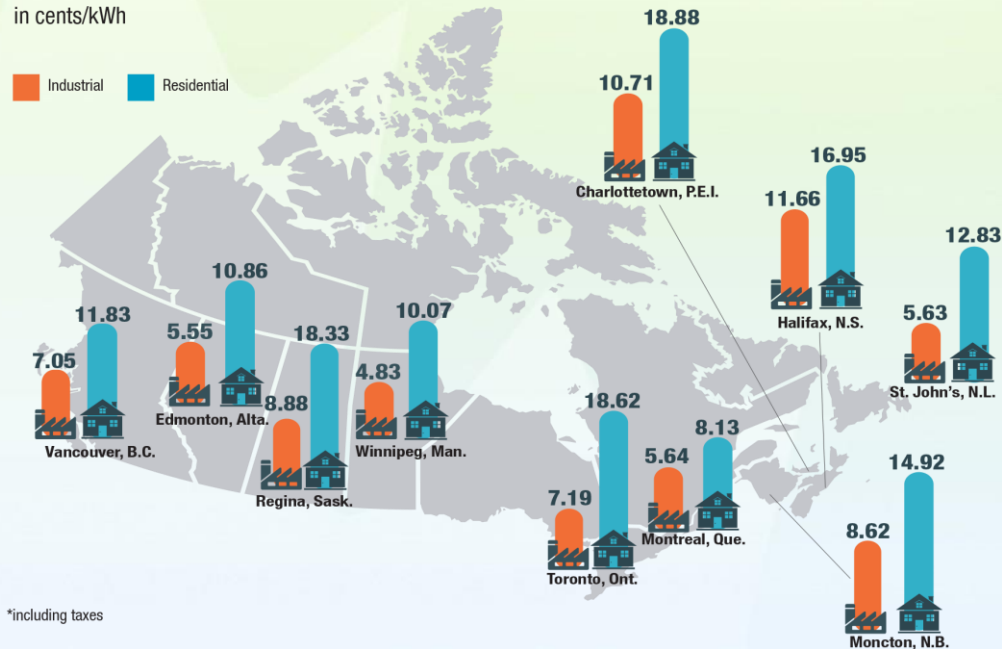 in cents/kWh
Industrial
Residential
18.88
10.71
Charlottetown, P.E.I.
16.95
11.66
Halifax, N.S.
12.83
5.63
St. John's, N.L.
11.83
7.05
Vancouver, B.C.
10.86
5.55
Edmonton, Alta.
18.33
8.88
Regina, Sask.
10.07
4.83
Winnipeg, Man.
18.62
7.19
Toronto, Ont.
8.13
5.64
Montreal, Que.
14.92
8.62
Moncton, N.B.
*including taxes